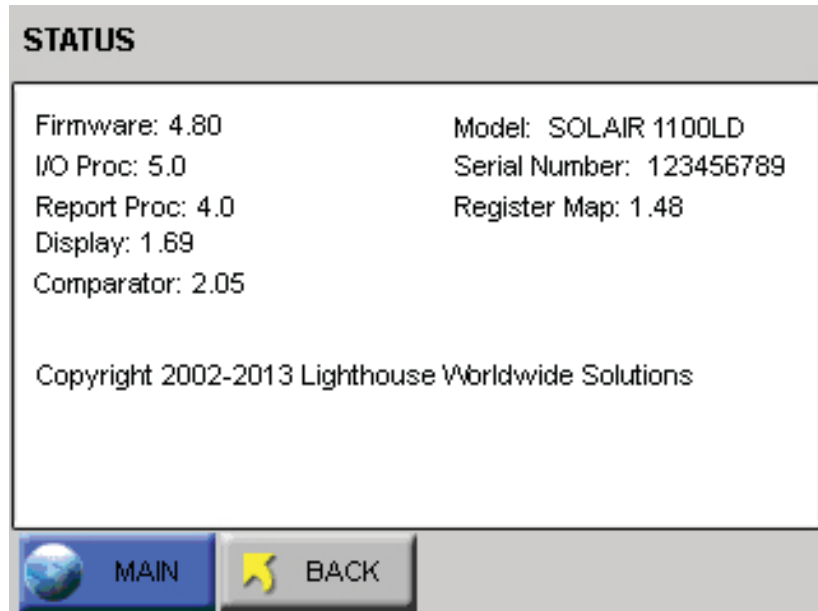 STATUS
Firmware: 4.80
Model: SOLAIR 1100LD
I/O Proc: 5.0
Serial Number: 123456789
Report Proc: 4.0
Register Map: 1.48
Display: 1.69
Comparator: 2.05
Copyright 2002-2013 Lighthouse Worldwide Solutions
MAIN
BACK